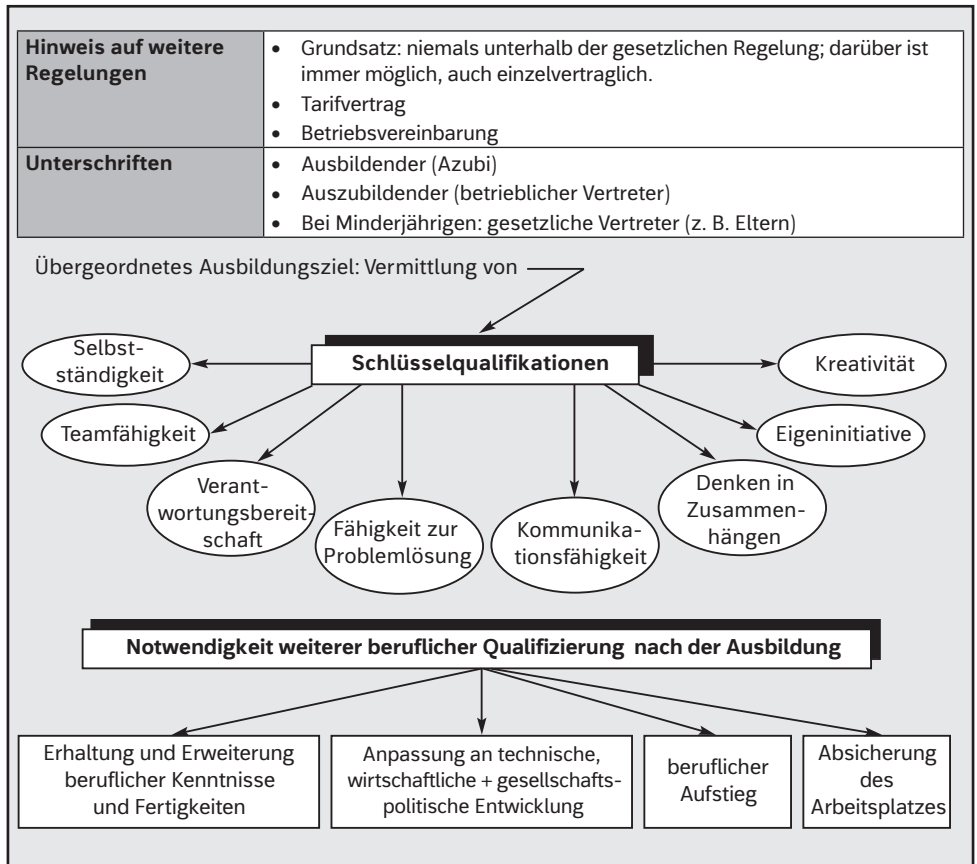 Hinweis auf weitere
Regelungen
• Grundsatz: niemals unterhalb der gesetzlichen Regelung; darüber ist
immer möglich, auch einzelvertraglich.
• Tarifvertrag
• Betriebsvereinbarung
Unterschriften
• Ausbildender (Azubi)
• Auszubildender (betrieblicher Vertreter)
• Bei Minderjährigen: gesetzliche Vertreter (z. B. Eltern)
Übergeordnetes Ausbildungsziel: Vermittlung von
Schlüsselqualifikationen
Selbst-
ständigkeit
Teamfähigkeit
Verant-
wortungsbereit-
schaft
Fähigkeit zur
Problemlösung
Kommunika-
tionsfähigkeit
Denken in
Zusammen-
hängen
Eigeninitiative
Kreativität
Notwendigkeit weiterer beruflicher Qualifizierung nach der Ausbildung
Erhaltung und Erweiterung
beruflicher Kenntnisse
und Fertigkeiten
Anpassung an technische,
wirtschaftliche + gesellschafts-
politische Entwicklung
beruflicher
Aufstieg
Absicherung
des
Arbeitsplatzes